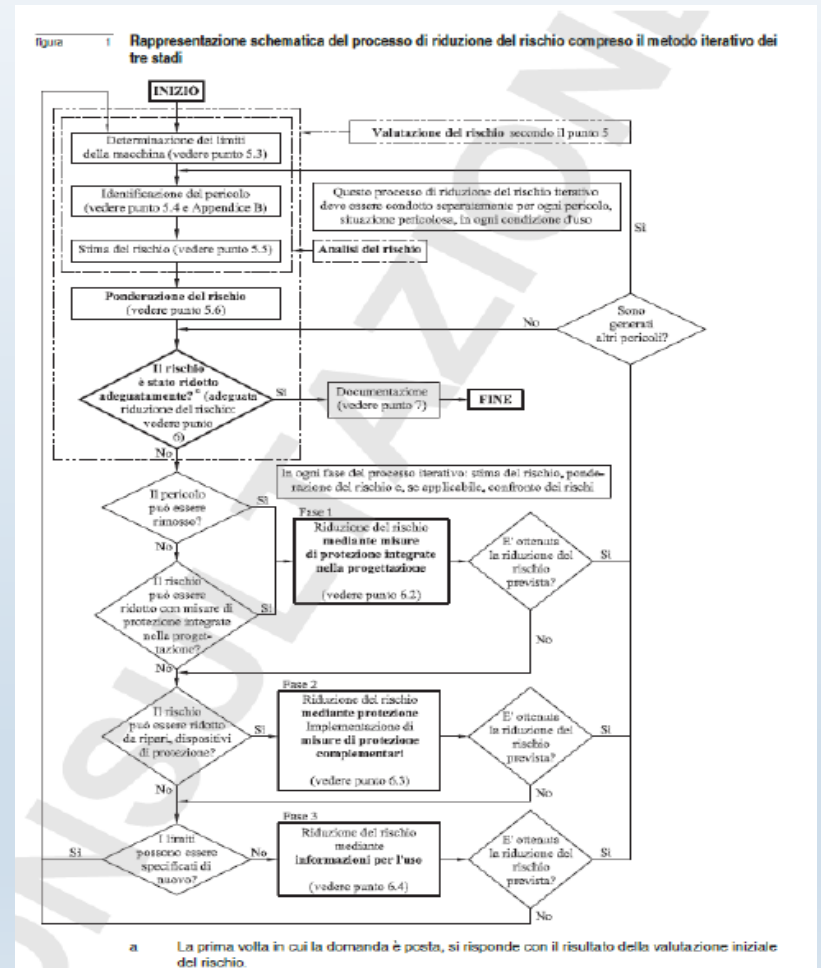 figura 1 Rappresentazione schematica del processo di riduzione del rischio compreso il metodo iterativo dei
tre stadi
INIZIO
Valutazione del rischio secondo il punto 5
Determinazione dei limiti
della macchina (vedere punto 5.3)
Identificazione del pericolo
(vedere punto 5.4 e Appendice B)
Questo processo di riduzione del rischio iterativo
deve essere condotto separatamente per ogni pericolo,
situazione pericolosa, in ogni condizione d'uso
Sì
Stima del rischio (vedere punto 5.5)
Analisi del rischio
Ponderazione del rischio
(vedere punto 5.6)
No
Sono
generati
altri pericoli?
Il rischio
è stato ridotto
adeguatamente? a (adeguata
riduzione del rischio:
vedere punto
6)
Sì
Documentazione
(vedere punto 7)
FINE
No
In ogni fase del processo iterativo: stima del rischio, ponde-
razione del rischio e, se applicabile, confronto dei rischi
Il pericolo
può essere
rimosso?
Sì
No
Fase 1
Riduzione del rischio
mediante misure
di protezione integrate
nella progettazione
(vedere punto 6.2)
E' ottenuta
la riduzione del
rischio
prevista?
Sì
No
Il rischio
può essere
ridotto con misure di
protezione integrate
nella proget-
tazione?
Sì
No
Fase 2
Riduzione del rischio
mediante protezione
Implementazione di
misure di protezione
complementari
(vedere punto 6.3)
Il rischio
può essere ridotto
da ripari, dispositivi
di protezione?
Sì
E' ottenuta
la riduzione del
rischio
prevista?
Sì
No
No
Fase 3
Riduzione del rischio
mediante
informazioni per l'uso
(vedere punto 6.4)
Sì
I limiti
possono essere
specificati di
nuovo?
No
E' ottenuta
la riduzione del
rischio
prevista?
Sì
No
a La prima volta in cui la domanda è posta, si risponde con il risultato della valutazione iniziale
del rischio.
ONSULTAZIONE